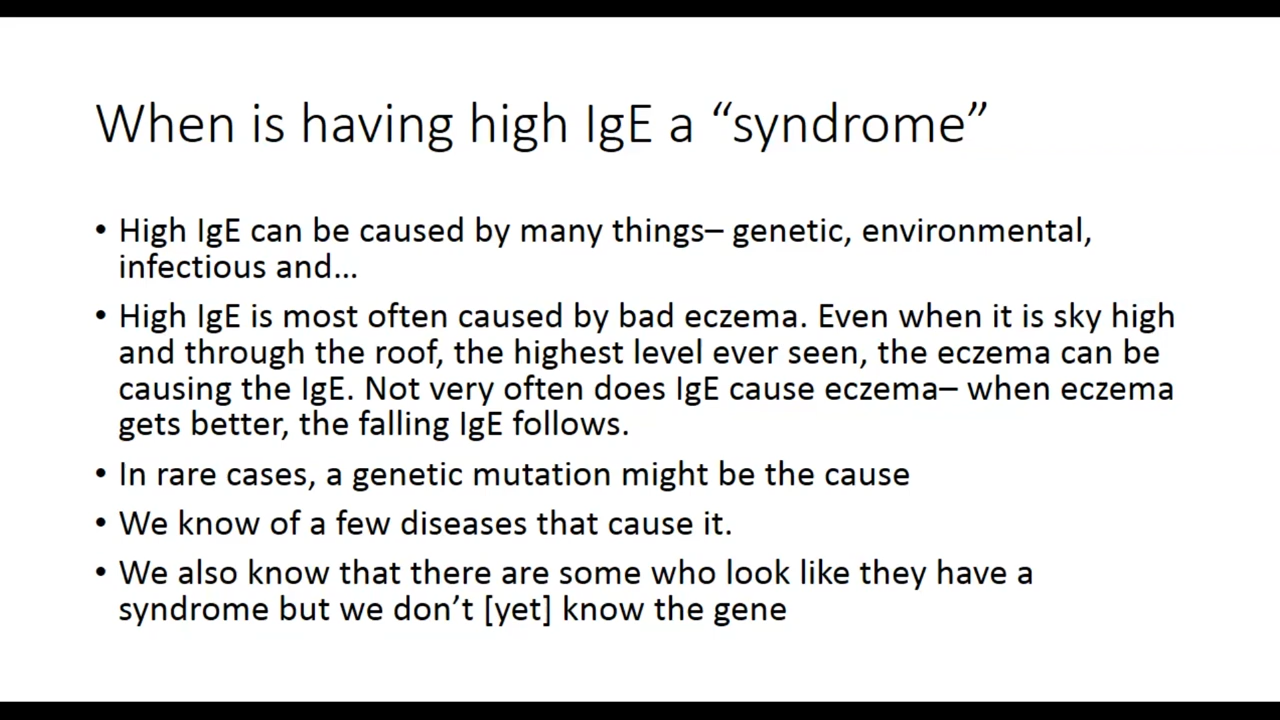 When is having high IgE a “syndrome”
• High IgE can be caused by many things– genetic, environmental,
infectious and…
• High IgE is most often caused by bad eczema. Even when it is sky high
and through the roof, the highest level ever seen, the eczema can be
causing the IgE. Not very often does IgE cause eczema– when eczema
gets better, the falling IgE follows.
• In rare cases, a genetic mutation might be the cause
• We know of a few diseases that cause it.
• We also know that there are some who look like they have a
syndrome but we don’t [yet] know the gene